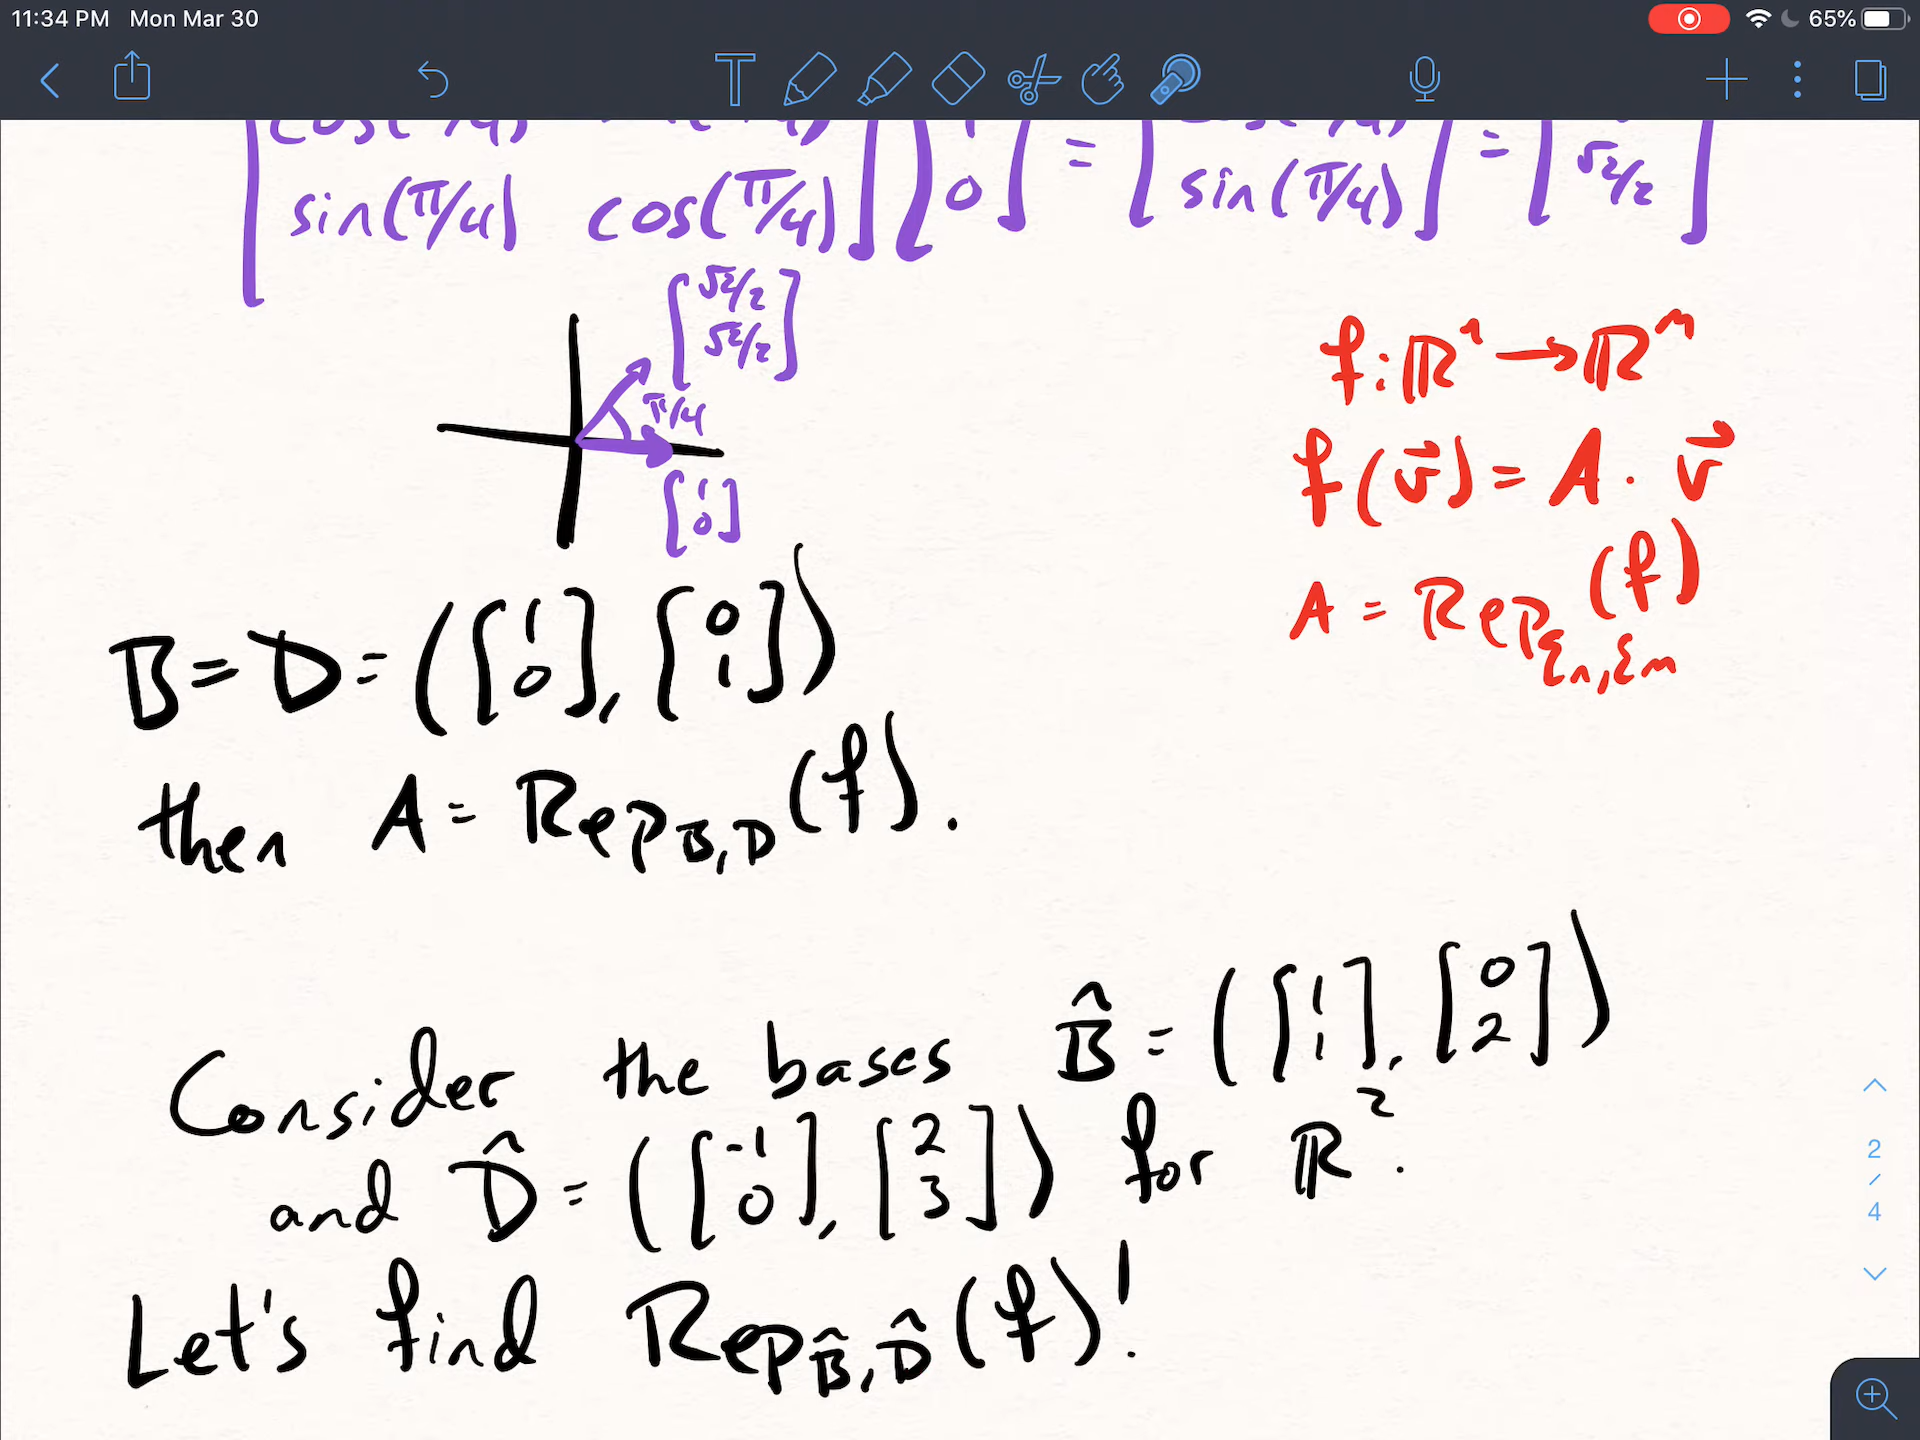 11:34 PM Mon Mar 30 65%
sin(π/4) cos(π/4) 0 = sin(π/4) = √2/2
[√2/2
√2/2]
π/4
[1
0]
f: ℝⁿ → ℝᵐ
f(v⃗) = A · v⃗
A = Rep_{ℰn,ℰm}(f)
B = D = ([1 0], [0 1])
then A = Rep_{B,D}(f).
Consider the bases B̂ = ([1 1], [0 2])
and D̂ = ([-1 0], [2 3]) for ℝ².
Let's find Rep_{B̂,D̂}(f)!
2
/
4